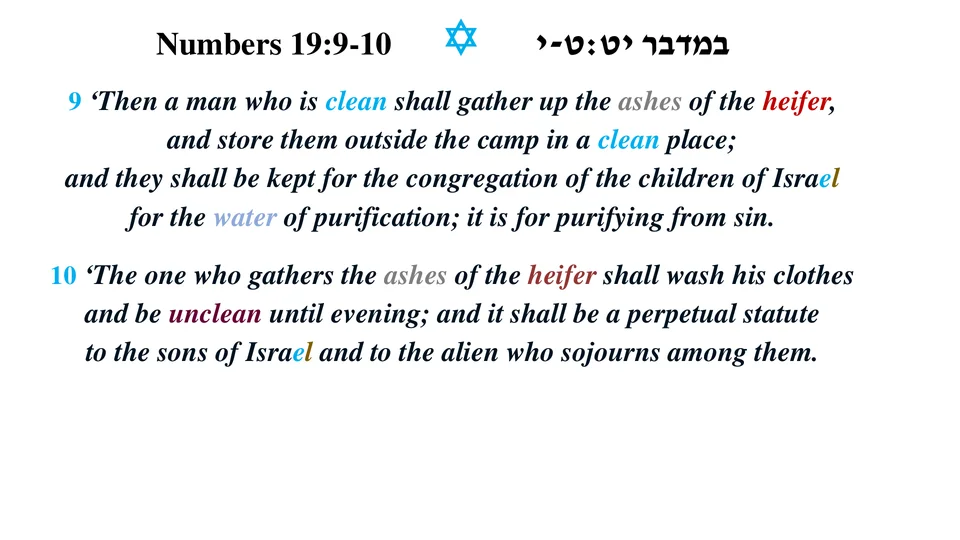 Numbers 19:9-10 ✡ במדבר יט:ט-י
9 ‘Then a man who is clean shall gather up the ashes of the heifer,
and store them outside the camp in a clean place;
and they shall be kept for the congregation of the children of Israel
for the water of purification; it is for purifying from sin.
10 ‘The one who gathers the ashes of the heifer shall wash his clothes
and be unclean until evening; and it shall be a perpetual statute
to the sons of Israel and to the alien who sojourns among them.